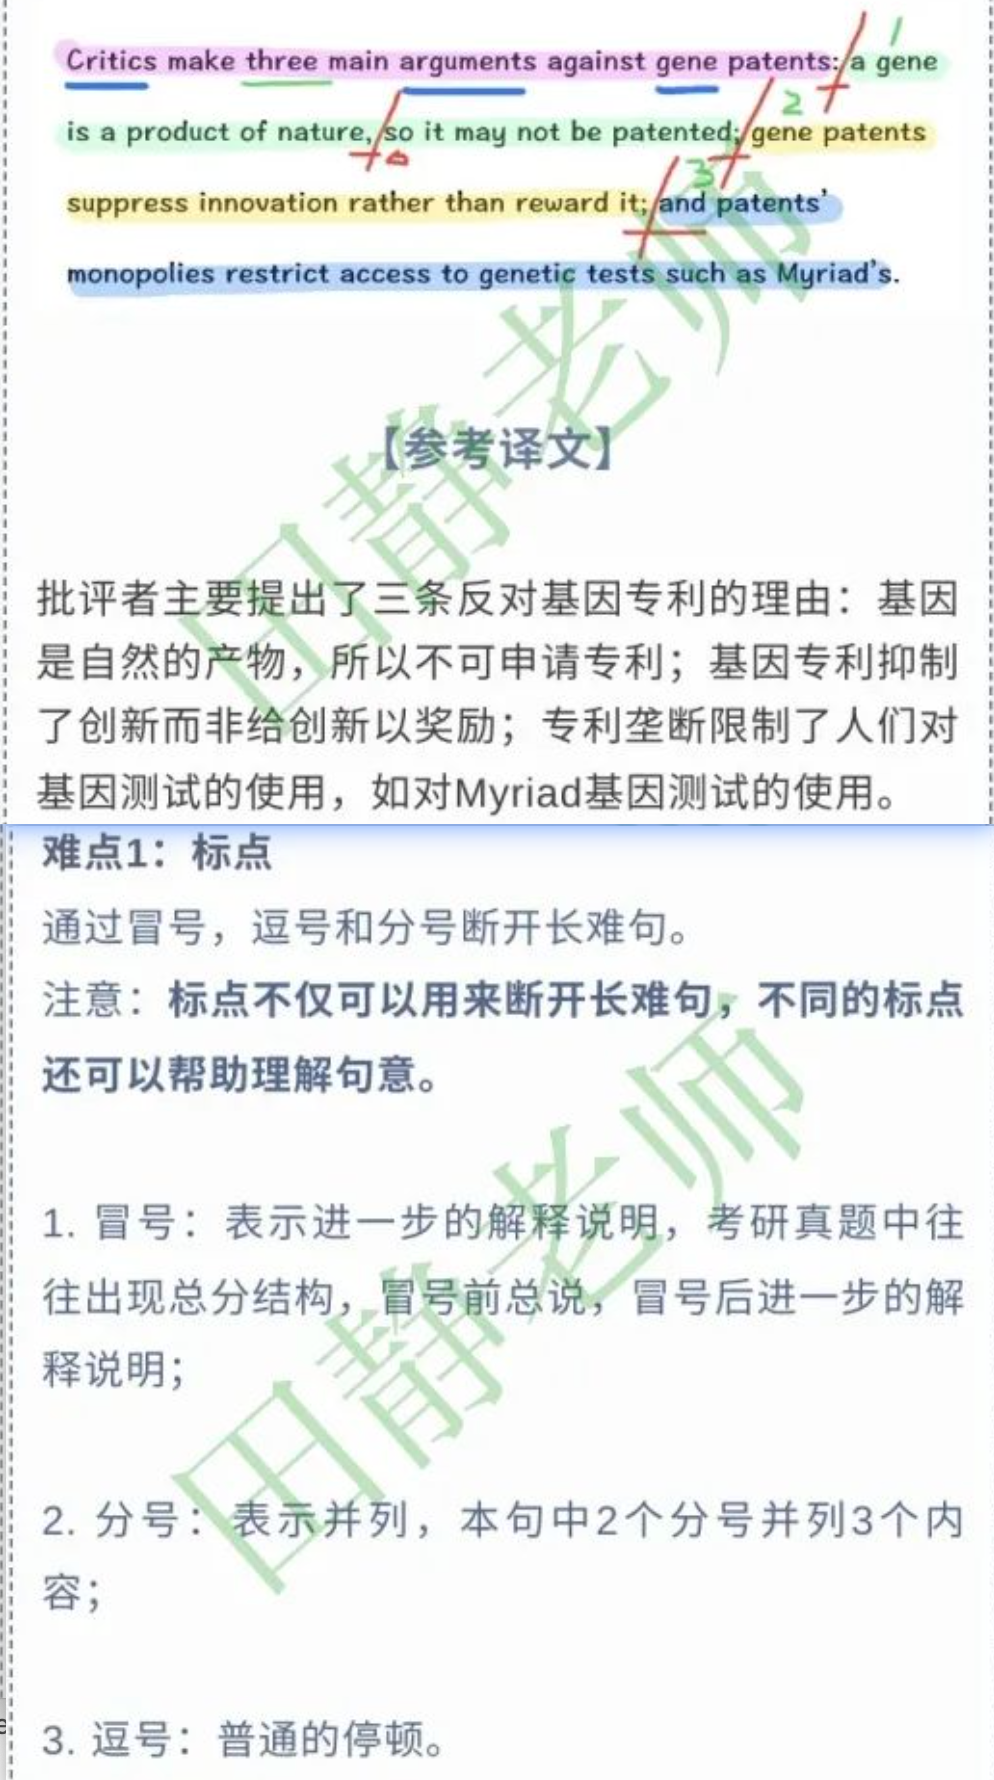 Critics make three main arguments against gene patents: a gene
is a product of nature, so it may not be patented; gene patents
suppress innovation rather than reward it; and patents’
monopolies restrict access to genetic tests such as Myriad’s.
1
2
3
【参考译文】
批评者主要提出了三条反对基因专利的理由：基因
是自然的产物，所以不可申请专利；基因专利抑制
了创新而非给创新以奖励；专利垄断限制了人们对
基因测试的使用，如对Myriad基因测试的使用。
田静老师
难点1：标点
通过冒号，逗号和分号断开长难句。
注意：标点不仅可以用来断开长难句，不同的标点
还可以帮助理解句意。
1. 冒号：表示进一步的解释说明，考研真题中往
往出现总分结构，冒号前总说，冒号后进一步的解
释说明；
2. 分号：表示并列，本句中2个分号并列3个内
容；
3. 逗号：普通的停顿。
田静老师
e